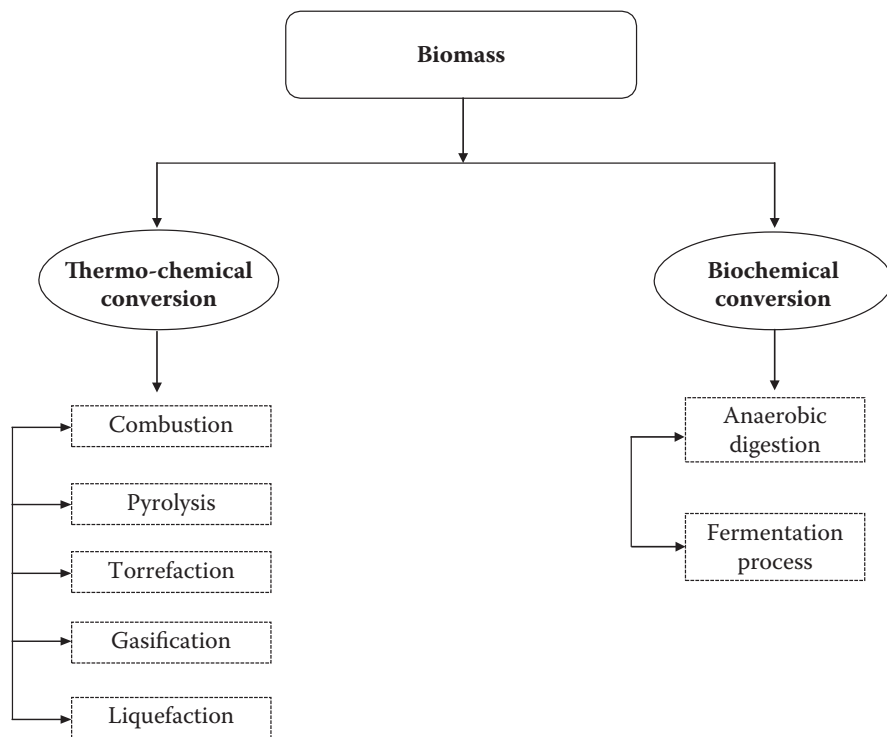 Biomass
Thermo-chemical
conversion
Biochemical
conversion
Combustion
Pyrolysis
Torrefaction
Gasification
Liquefaction
Anaerobic
digestion
Fermentation
process